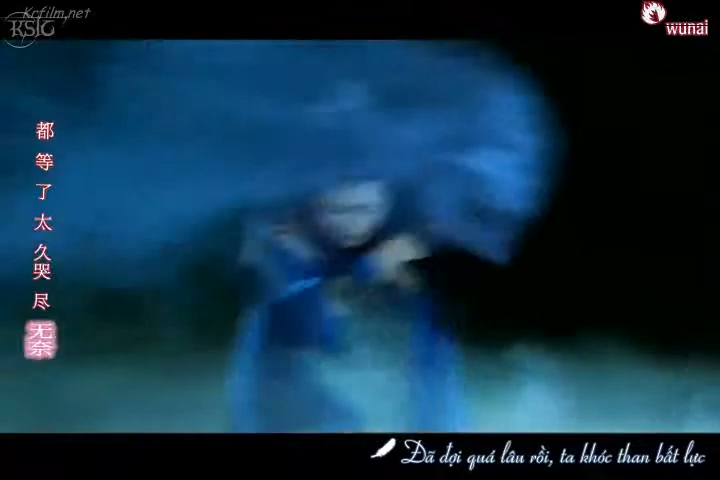 Krfilm.net
KSIC
wunai
都等了太久哭尽无奈
Đã đợi quá lâu rồi, ta khóc than bất lực